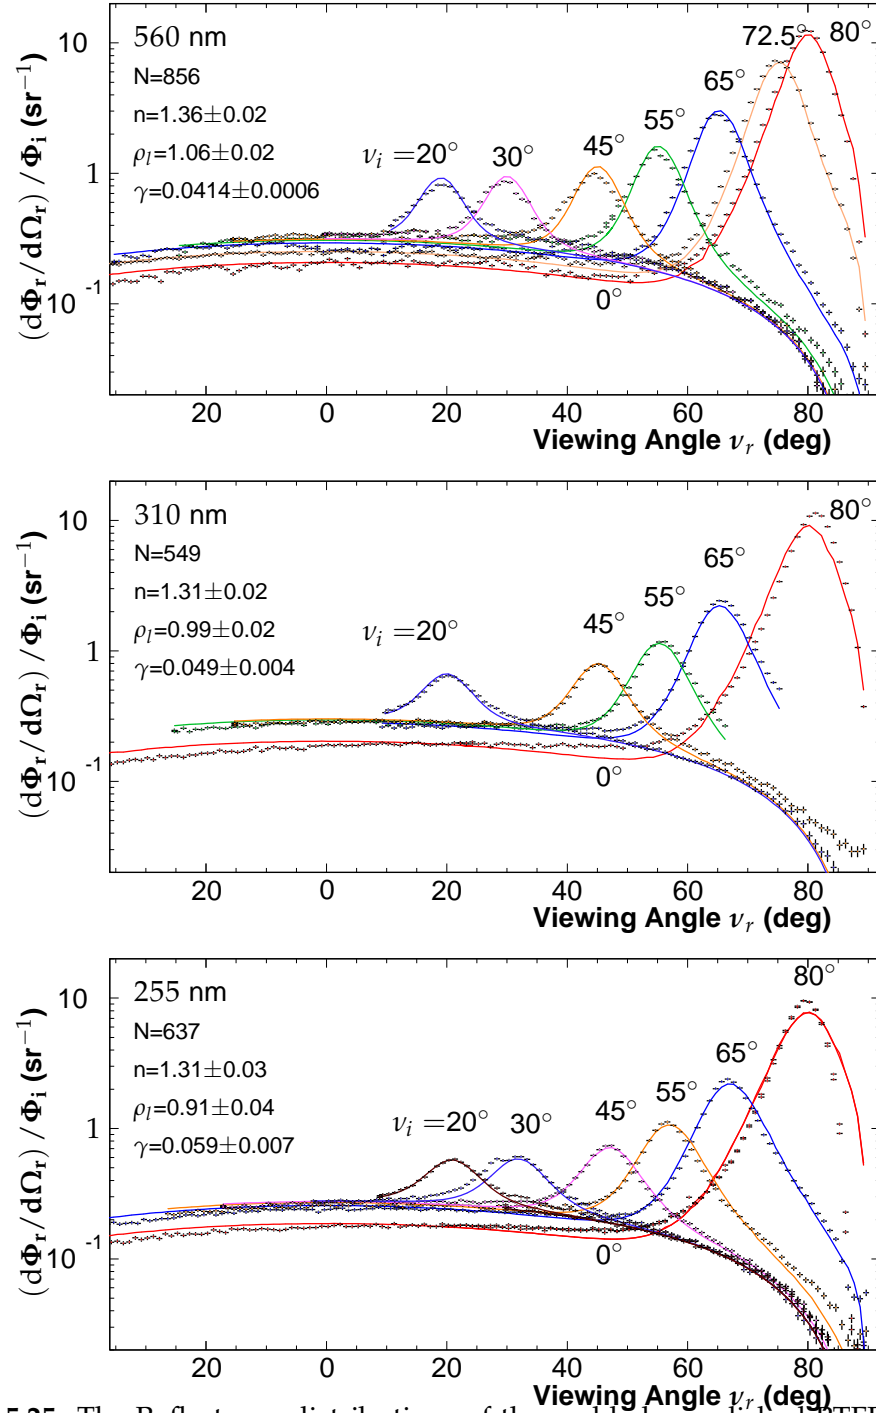 (dΦr/dΩr) / Φi (sr−1)
560 nm
N=856
n=1.36±0.02
ρl=1.06±0.02
γ=0.0414±0.0006
νi =20° 30° 45° 55° 65° 72.5° 80°
0°
10
1
10 -1
20 0 20 40 60 80
Viewing Angle νr (deg)
(dΦr/dΩr) / Φi (sr−1)
310 nm
N=549
n=1.31±0.02
ρl=0.99±0.02
γ=0.049±0.004
νi =20° 45° 55° 65° 80°
0°
10
1
10 -1
20 0 20 40 60 80
Viewing Angle νr (deg)
(dΦr/dΩr) / Φi (sr−1)
255 nm
N=637
n=1.31±0.03
ρl=0.91±0.04
γ=0.059±0.007
νi =20° 30° 45° 55° 65° 80°
0°
10
1
10 -1
20 0 20 40 60 80
Viewing Angle νr (deg)